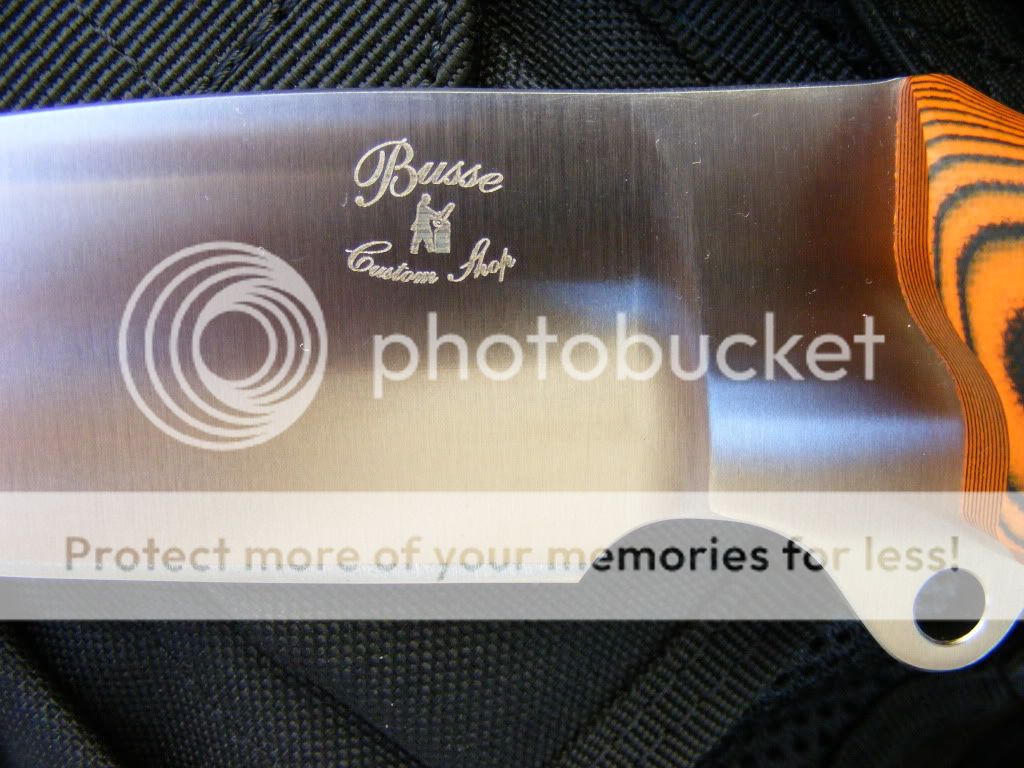 Busse
Custom Shop
photobucket
Protect more of your memories for less!